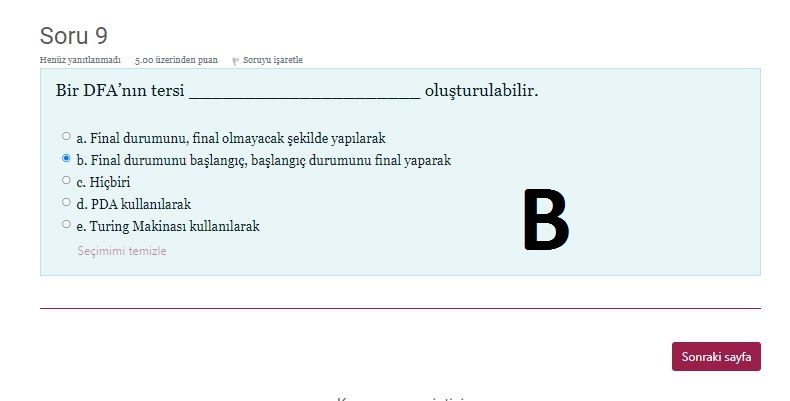 Soru 9
Henüz yanıtlanmadı 5.00 üzerinden puan Soruyu işaretle
Bir DFA’nın tersi _______________________ oluşturulabilir.
a. Final durumunu, final olmayacak şekilde yapılarak
b. Final durumunu başlangıç, başlangıç durumunu final yaparak
c. Hiçbiri
d. PDA kullanılarak
e. Turing Makinası kullanılarak
Seçimimi temizle
B
Sonraki sayfa